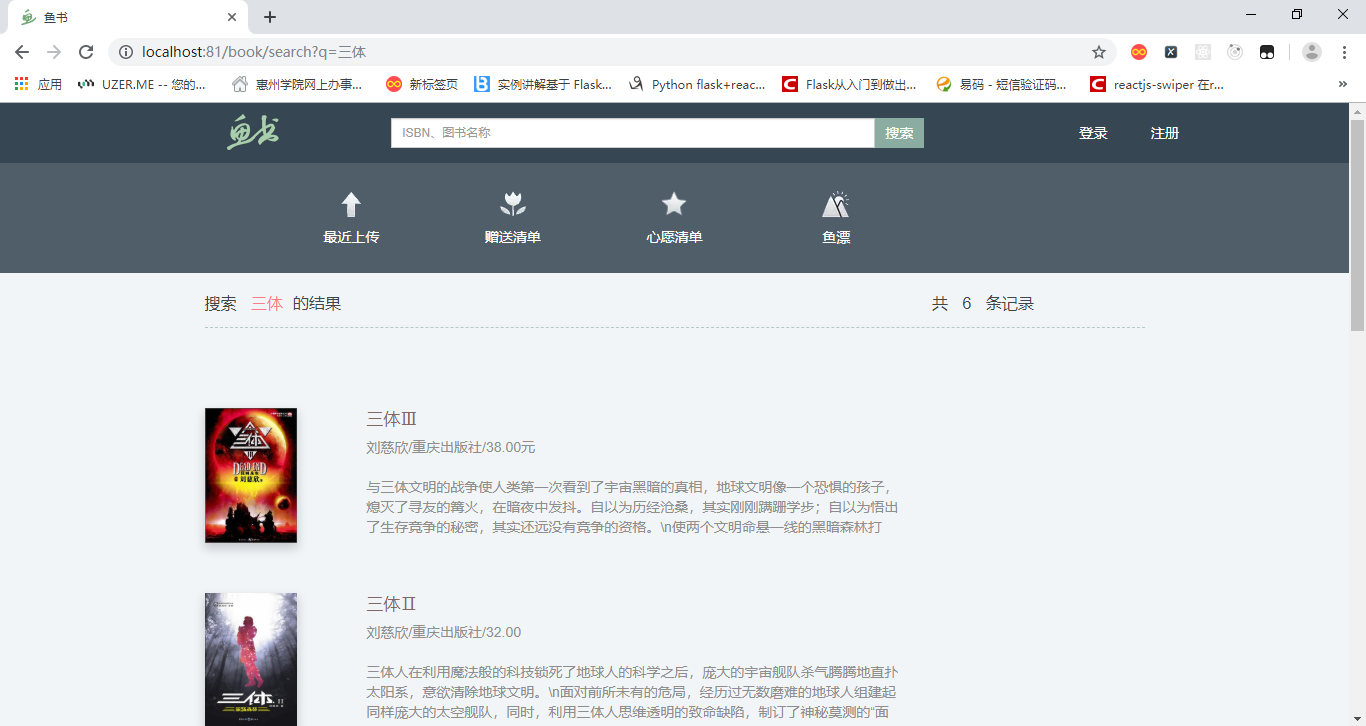 鱼书
localhost:81/book/search?q=三体
应用
UZER.ME -- 您的...
惠州学院网上办事...
新标签页
实例讲解基于 Flask...
Python flask+reac...
Flask从入门到做出...
易码 - 短信验证码...
reactjs-swiper 在r...
»
鱼书
ISBN、图书名称
搜索
登录
注册
最近上传
赠送清单
心愿清单
鱼漂
搜索 三体 的结果
共 6 条记录
三体
III
DEAD END
刘慈欣
三体Ⅲ
刘慈欣/重庆出版社/38.00元
与三体文明的战争使人类第一次看到了宇宙黑暗的真相，地球文明像一个恐惧的孩子，
熄灭了寻友的篝火，在暗夜中发抖。自以为历经沧桑，其实刚刚蹒跚学步；自以为悟出
了生存竞争的秘密，其实还远没有竞争的资格。\n使两个文明命悬一线的黑暗森林打
三体
三体Ⅱ
刘慈欣/重庆出版社/32.00
三体人在利用魔法般的科技锁死了地球人的科学之后，庞大的宇宙舰队杀气腾腾地直扑
太阳系，意欲清除地球文明。\n面对前所未有的危局，经历过无数磨难的地球人组建起
同样庞大的太空舰队，同时，利用三体人思维透明的致命缺陷，制订了神秘莫测的“面